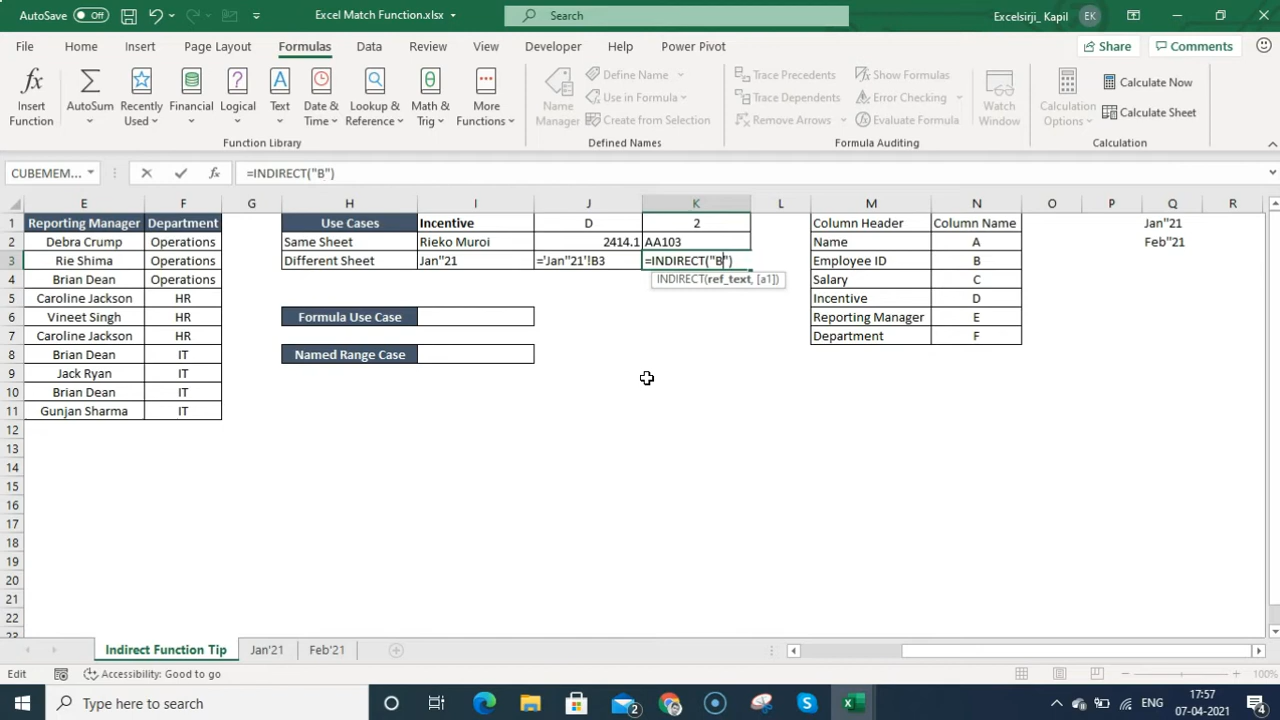 AutoSave Off Excel Match Function.xlsx Search Excelsirji_ Kapil EK
File Home Insert Page Layout Formulas Data Review View Developer Help Power Pivot Share Comments
Insert Function AutoSum Recently Used Financial Logical Text Date & Time Lookup & Reference Math & Trig More Functions
Function Library
Name Manager Define Name Use in Formula Create from Selection
Defined Names
Trace Precedents Trace Dependents Remove Arrows Show Formulas Error Checking Evaluate Formula Watch Window
Formula Auditing
Calculation Options Calculate Now Calculate Sheet
Calculation
CUBEMEM... fx =INDIRECT("B")
E F G H I J K L M N O P Q R
1 Reporting Manager Department Use Cases Incentive D 2 Column Header Column Name Jan"21
2 Debra Crump Operations Same Sheet Rieko Muroi 2414.1 AA103 Name A Feb"21
3 Rie Shima Operations Different Sheet Jan"21 ='Jan"21'!B3 =INDIRECT("B") Employee ID B
4 Brian Dean Operations INDIRECT(ref_text, [a1]) Salary C
5 Caroline Jackson HR Incentive D
6 Vineet Singh HR Formula Use Case Reporting Manager E
7 Caroline Jackson HR Department F
8 Brian Dean IT Named Range Case
9 Jack Ryan IT
10 Brian Dean IT
11 Gunjan Sharma IT
12
13
14
15
16
17
18
19
20
21
22
23
Indirect Function Tip Jan'21 Feb'21
Edit Accessibility: Good to go 100%
Type here to search 2 ENG 17:57
07-04-2021 4